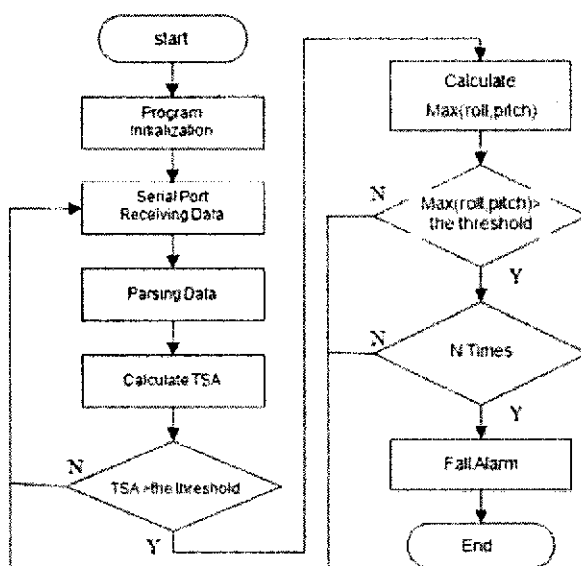 start
Program
Initialization
Serial Port
Receiving Data
Parsing Data
Calculate TSA
N
TSA >the threshold
Y
Calculate
Max(roll,pitch)
N
Max(roll,pitch)>
the threshold
Y
N
N Times
Y
Fall Alarm
End